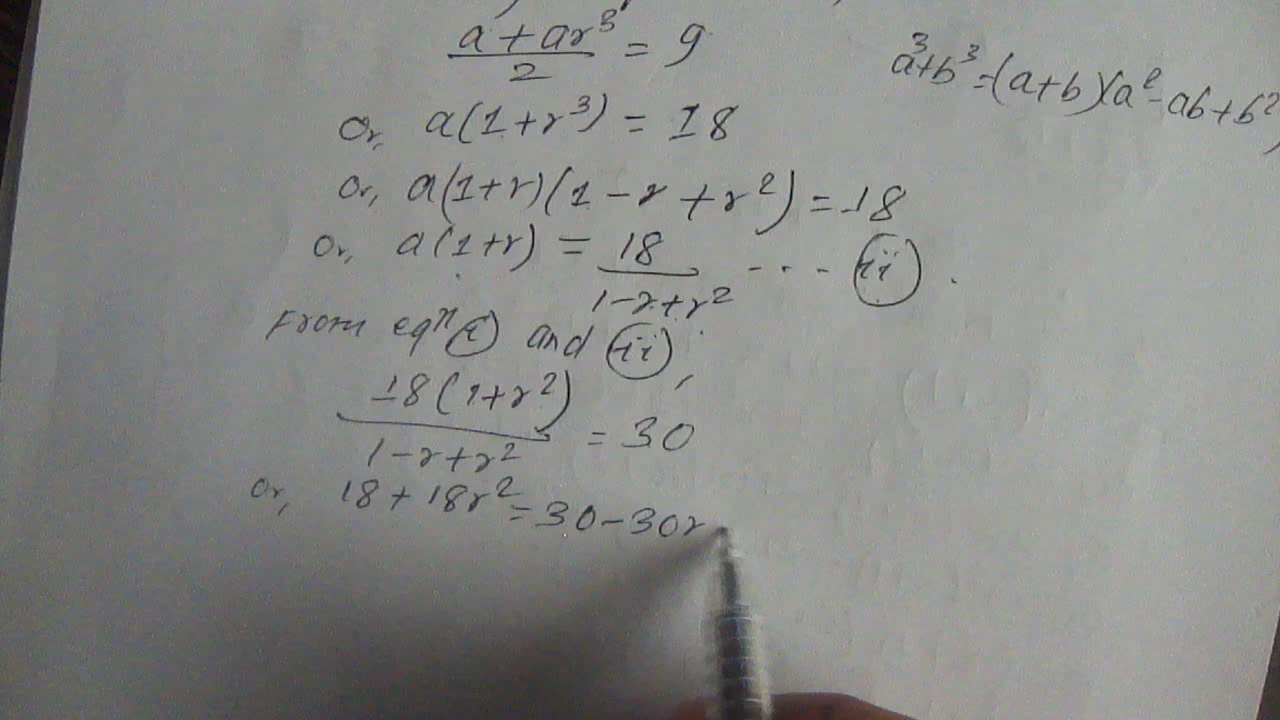 (a + ar³)/2 = 9
a³+b³=(a+b)(a²-ab+b²)
Or, a(1+r³) = 18
Or, a(1+r)(1-r+r²) = 18
Or, a(1+r) = 18/(1-r+r²) ---- (ii).
From eqⁿ (i) and (ii),
18(1+r²)/(1-r+r²) = 30
Or, 18+18r² = 30-30r